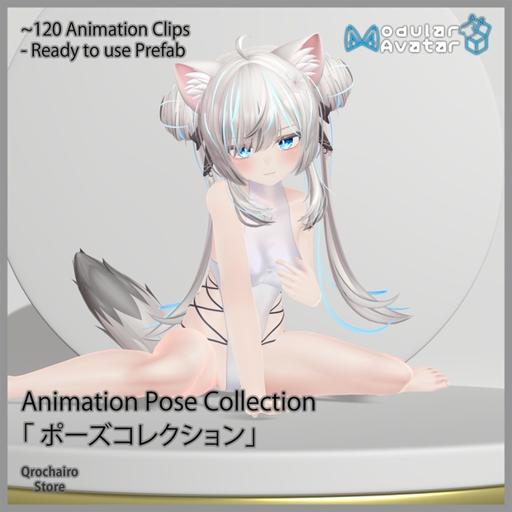 ~120 Animation Clips
- Ready to use Prefab
Modular
Avatar
Animation Pose Collection
「 ポーズコレクション」
Qrochairo
Store